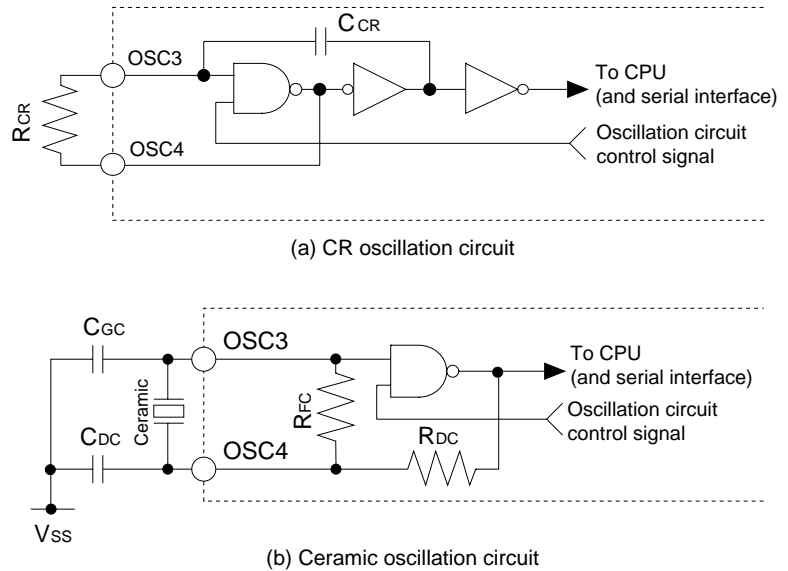 CCR
OSC3
To CPU
(and serial interface)
RCR
Oscillation circuit
control signal
OSC4
(a) CR oscillation circuit
CGC
OSC3
To CPU
(and serial interface)
Ceramic
RFC
Oscillation circuit
control signal
CDC
RDC
OSC4
VSS
(b) Ceramic oscillation circuit